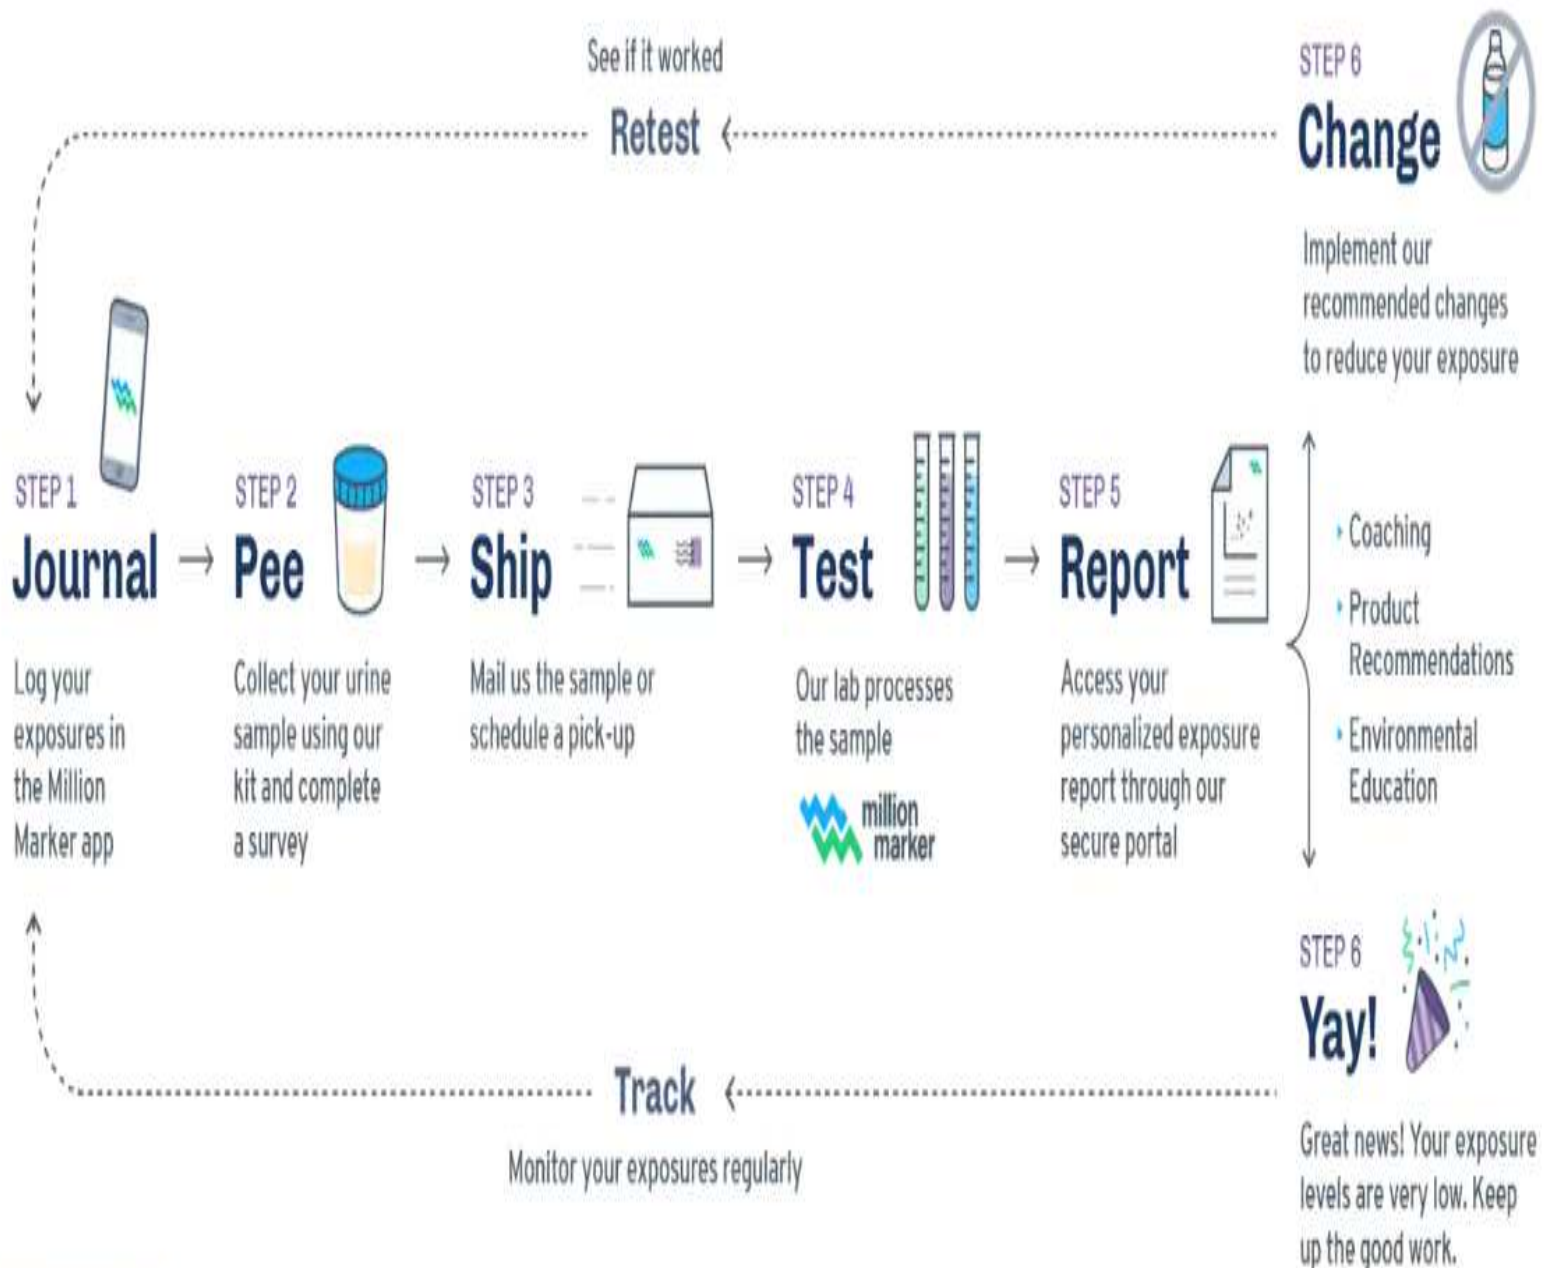 See if it worked
Retest
STEP 6
Change
Implement our
recommended changes
to reduce your exposure
STEP 1
Journal
Log your
exposures in
the Million
Marker app
STEP 2
Pee
Collect your urine
sample using our
kit and complete
a survey
STEP 3
Ship
Mail us the sample or
schedule a pick-up
STEP 4
Test
Our lab processes
the sample
million
marker
STEP 5
Report
Access your
personalized exposure
report through our
secure portal
Coaching
Product
Recommendations
Environmental
Education
STEP 6
Yay!
Great news! Your exposure
levels are very low. Keep
up the good work.
Track
Monitor your exposures regularly